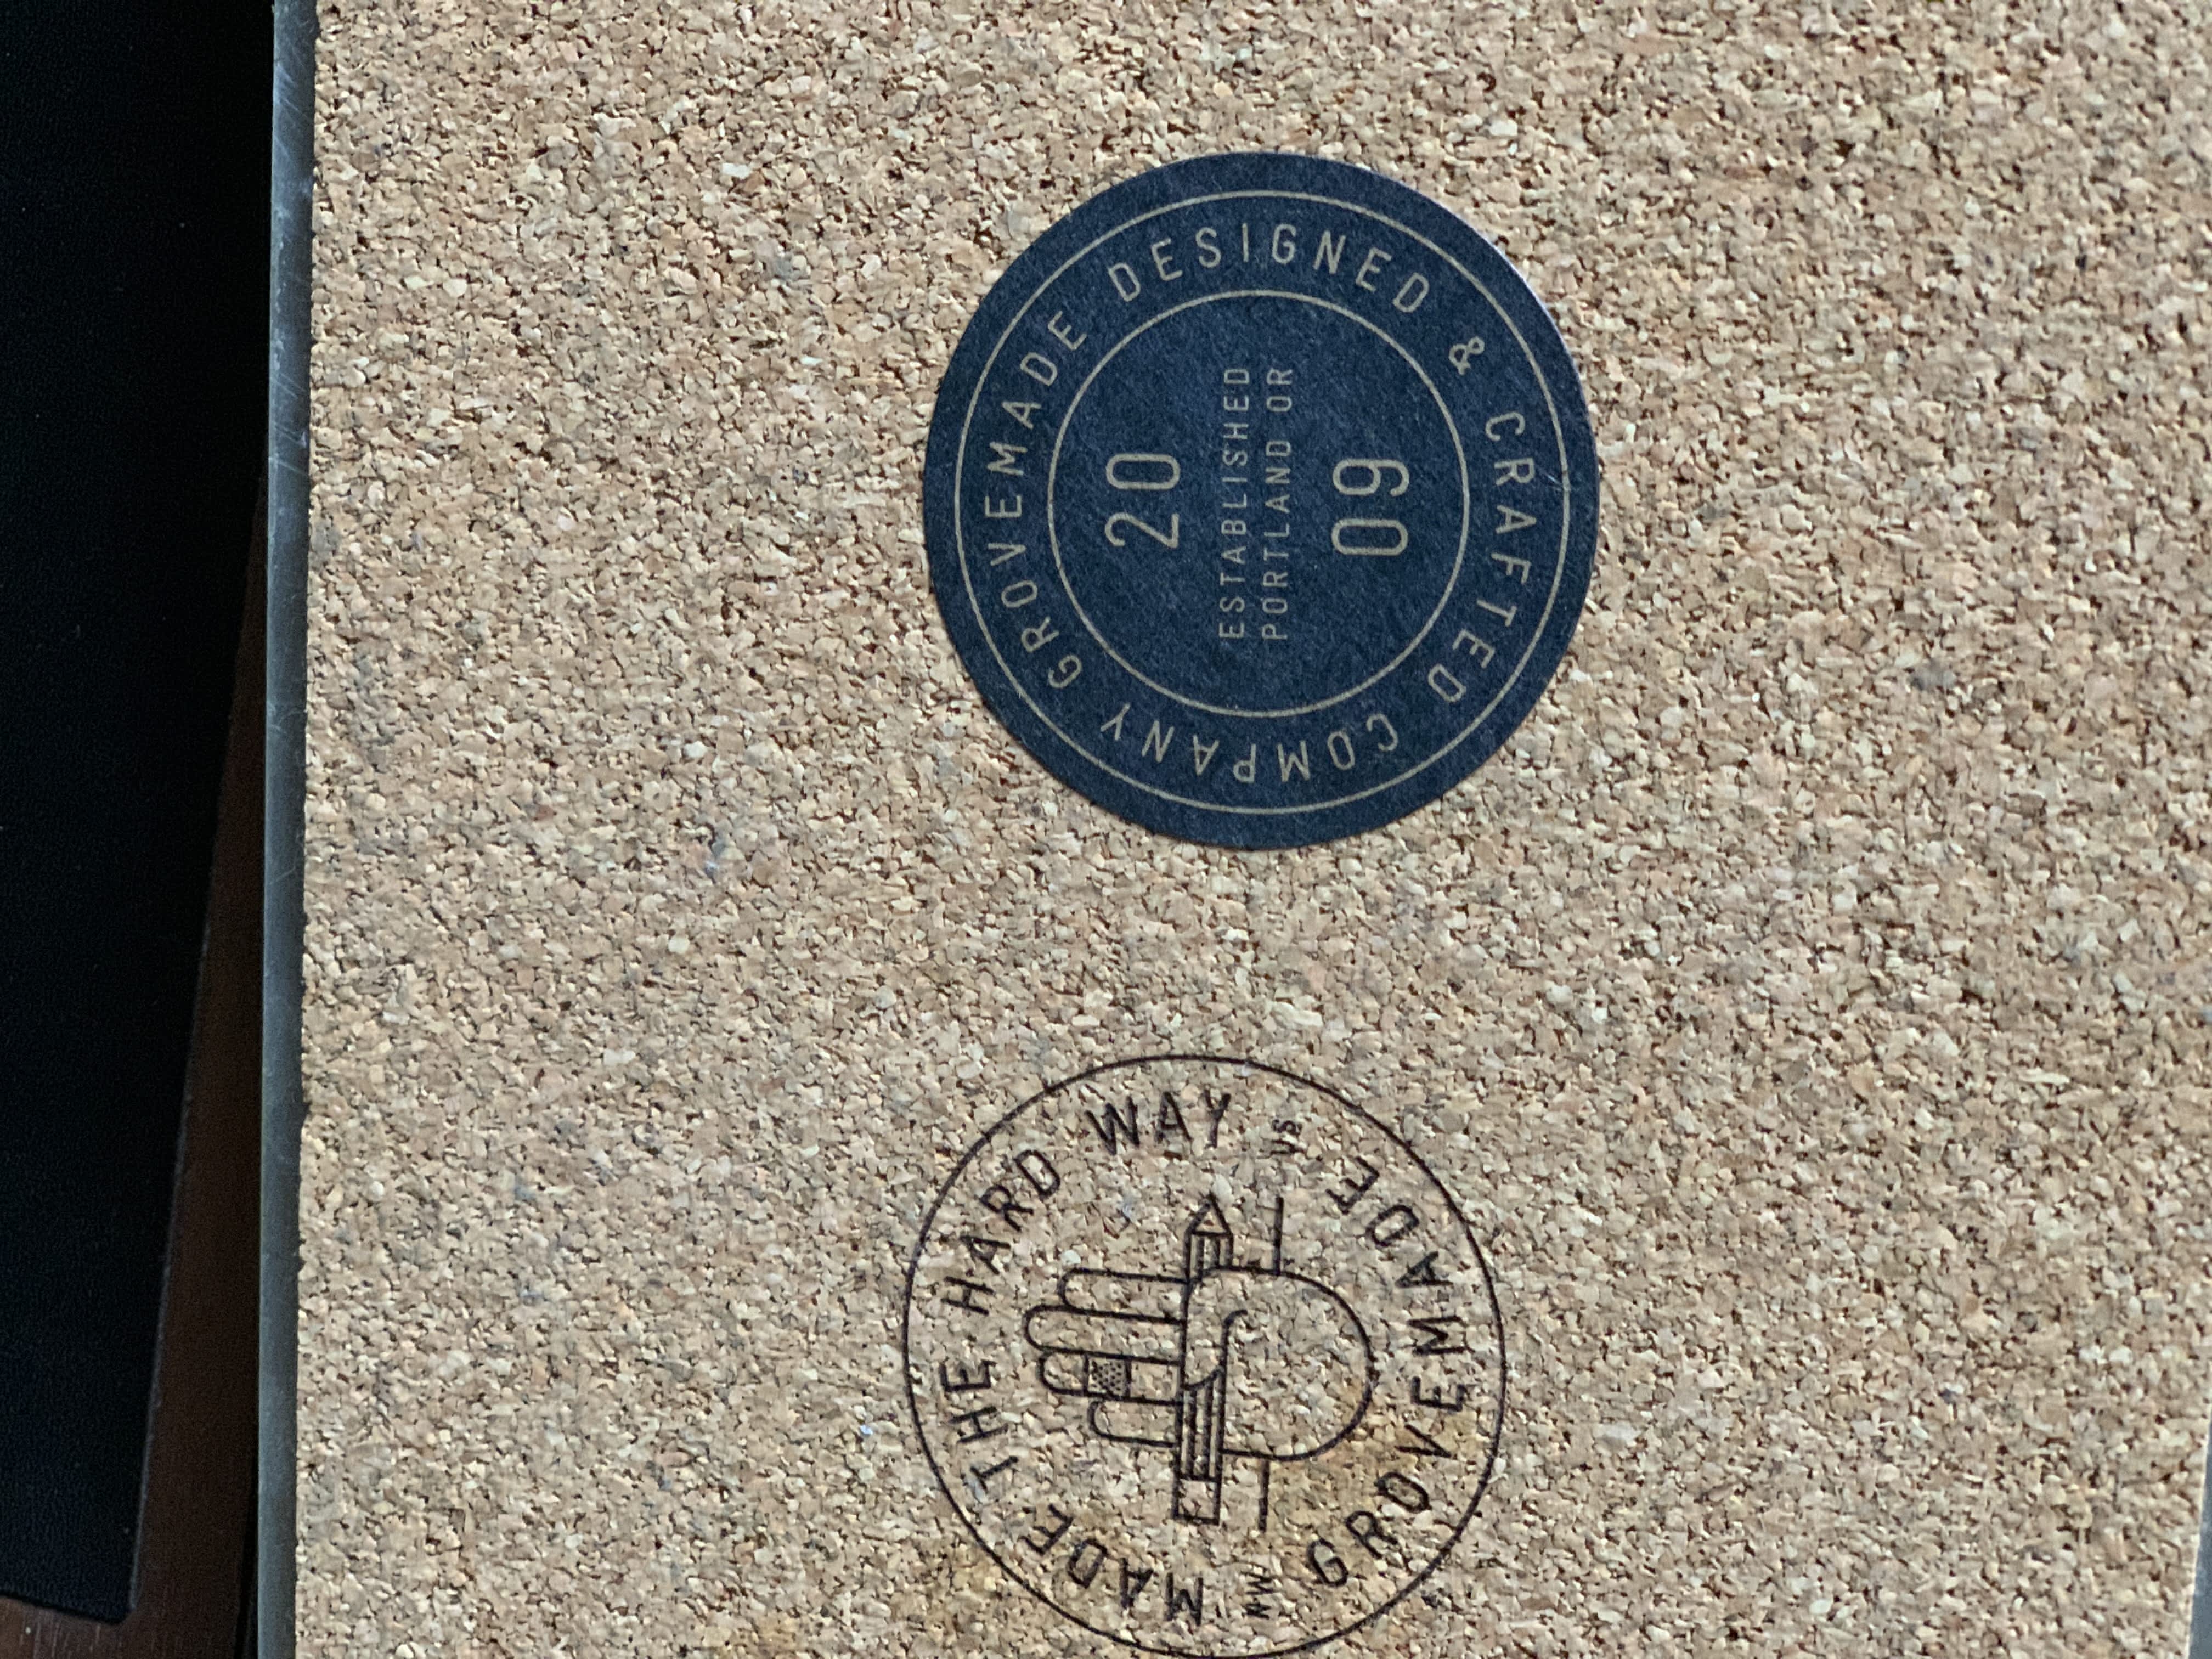 GROVEMADE DESIGNED & CRAFTED COMPANY
20
ESTABLISHED
PORTLAND OR
09
MADE THE HARD WAY
NW
US
GROVEMADE